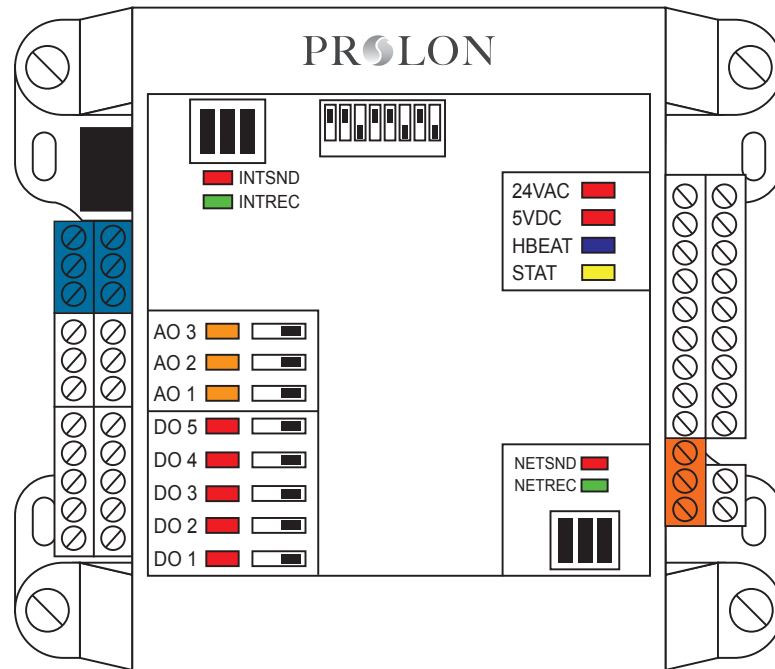 PROLON
INTSND
INTREC
24VAC
5VDC
HBEAT
STAT
AO 3
AO 2
AO 1
DO 5
DO 4
DO 3
DO 2
DO 1
NETSND
NETREC